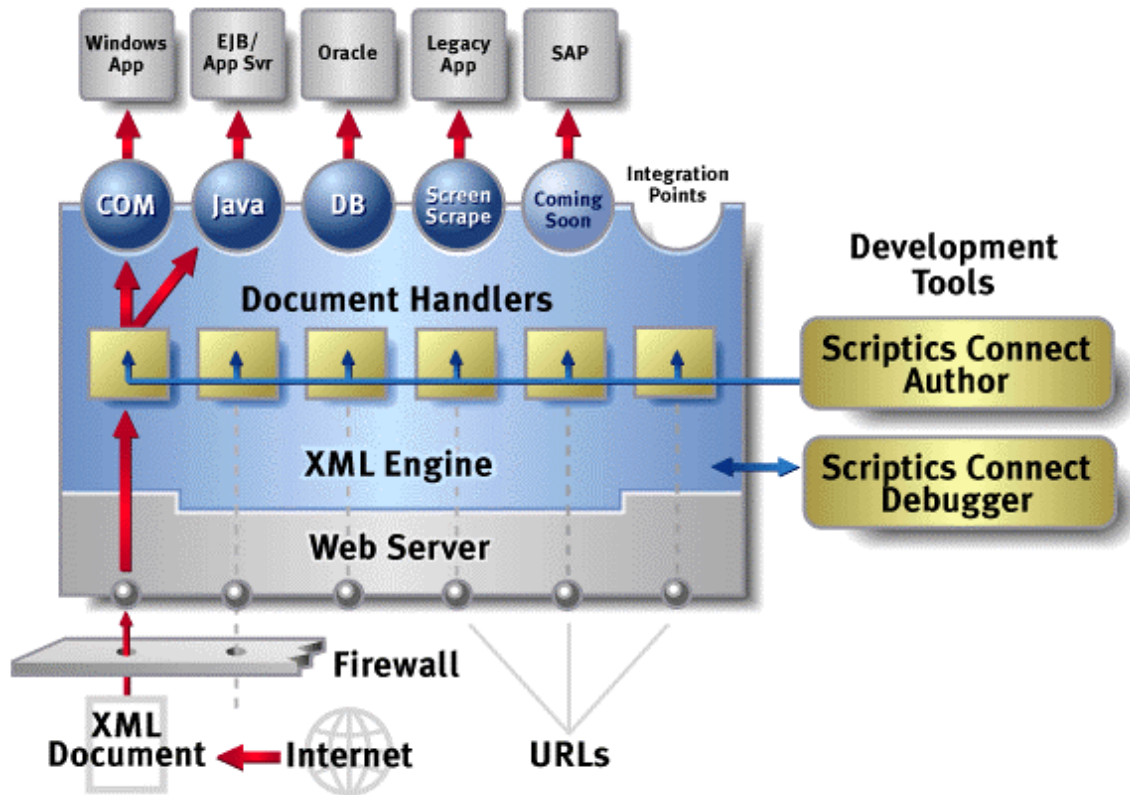 Windows
App
EJB/
App Svr
Oracle
Legacy
App
SAP
COM
Java
DB
Screen
Scrape
Coming
Soon
Integration
Points
Document Handlers
Development
Tools
Scriptics Connect
Author
XML Engine
Scriptics Connect
Debugger
Web Server
Firewall
XML
Document
Internet
URLs